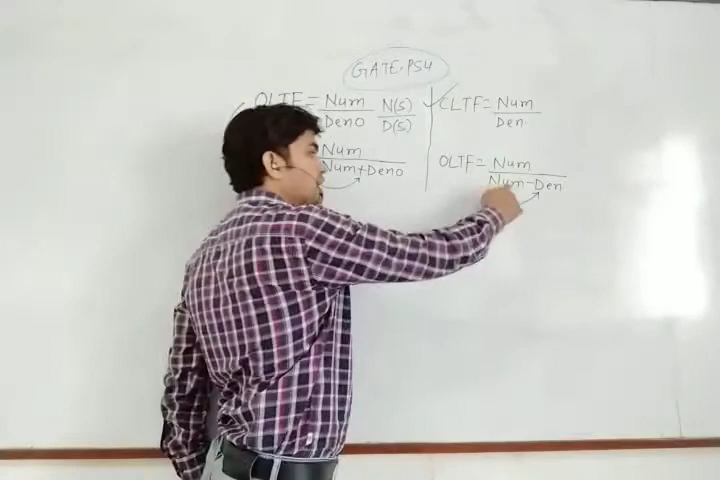 GATE, PSU
OLTF = Num / Deno N(s) / D(s)
Num / Num+Deno
✓ CLTF = Num / Den.
OLTF = Num / Num-Den